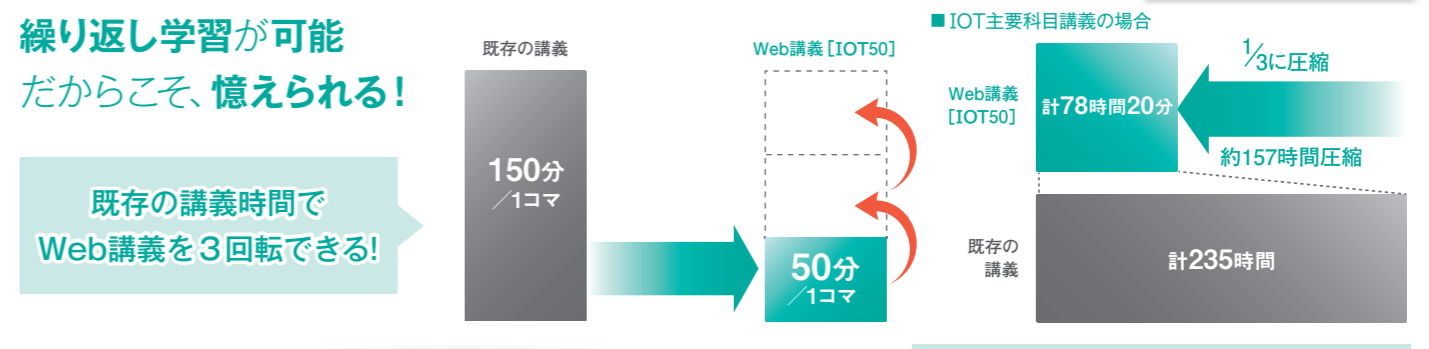 繰り返し学習が可能
だからこそ、憶えられる!
既存の講義時間で
Web講義を3回転できる!
既存の講義
150分
/1コマ
Web講義[IOT50]
50分
/1コマ
■IOT主要科目講義の場合
Web講義
[IOT50]
計78時間20分
1/3に圧縮
約157時間圧縮
既存の
講義
計235時間